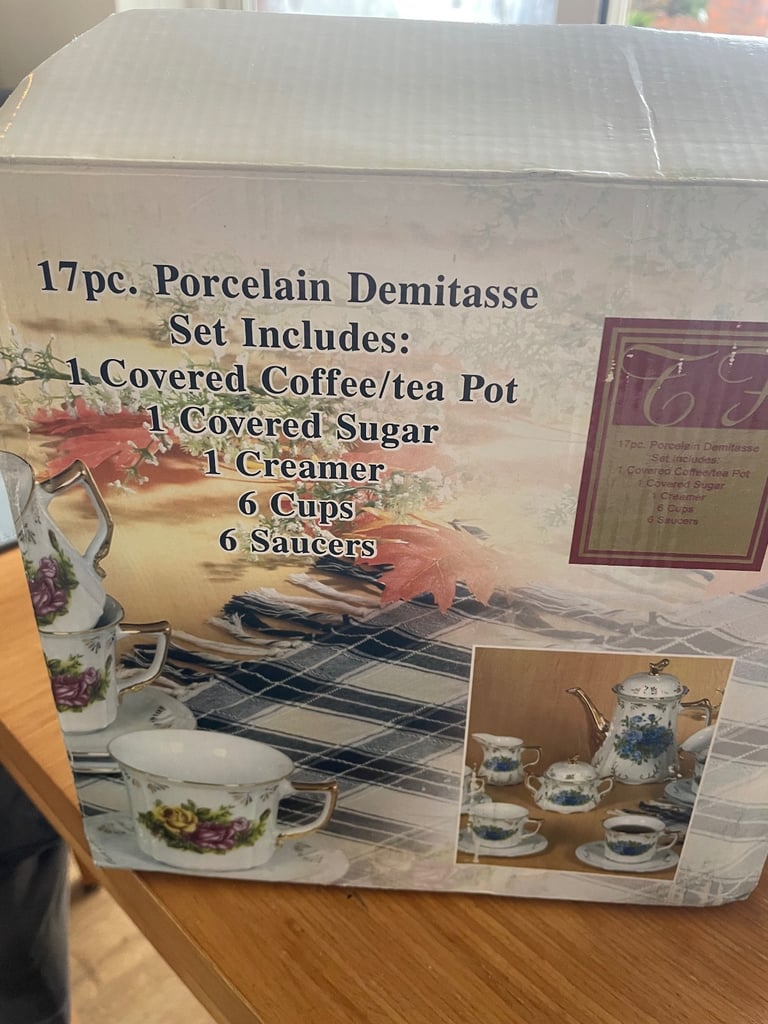 17pc. Porcelain Demitasse
Set Includes:
1 Covered Coffee/tea Pot
1 Covered Sugar
1 Creamer
6 Cups
6 Saucers
17pc. Porcelain Demitasse
Set Includes:
1 Covered Coffee/tea Pot
1 Covered Sugar
1 Creamer
6 Cups
6 Saucers